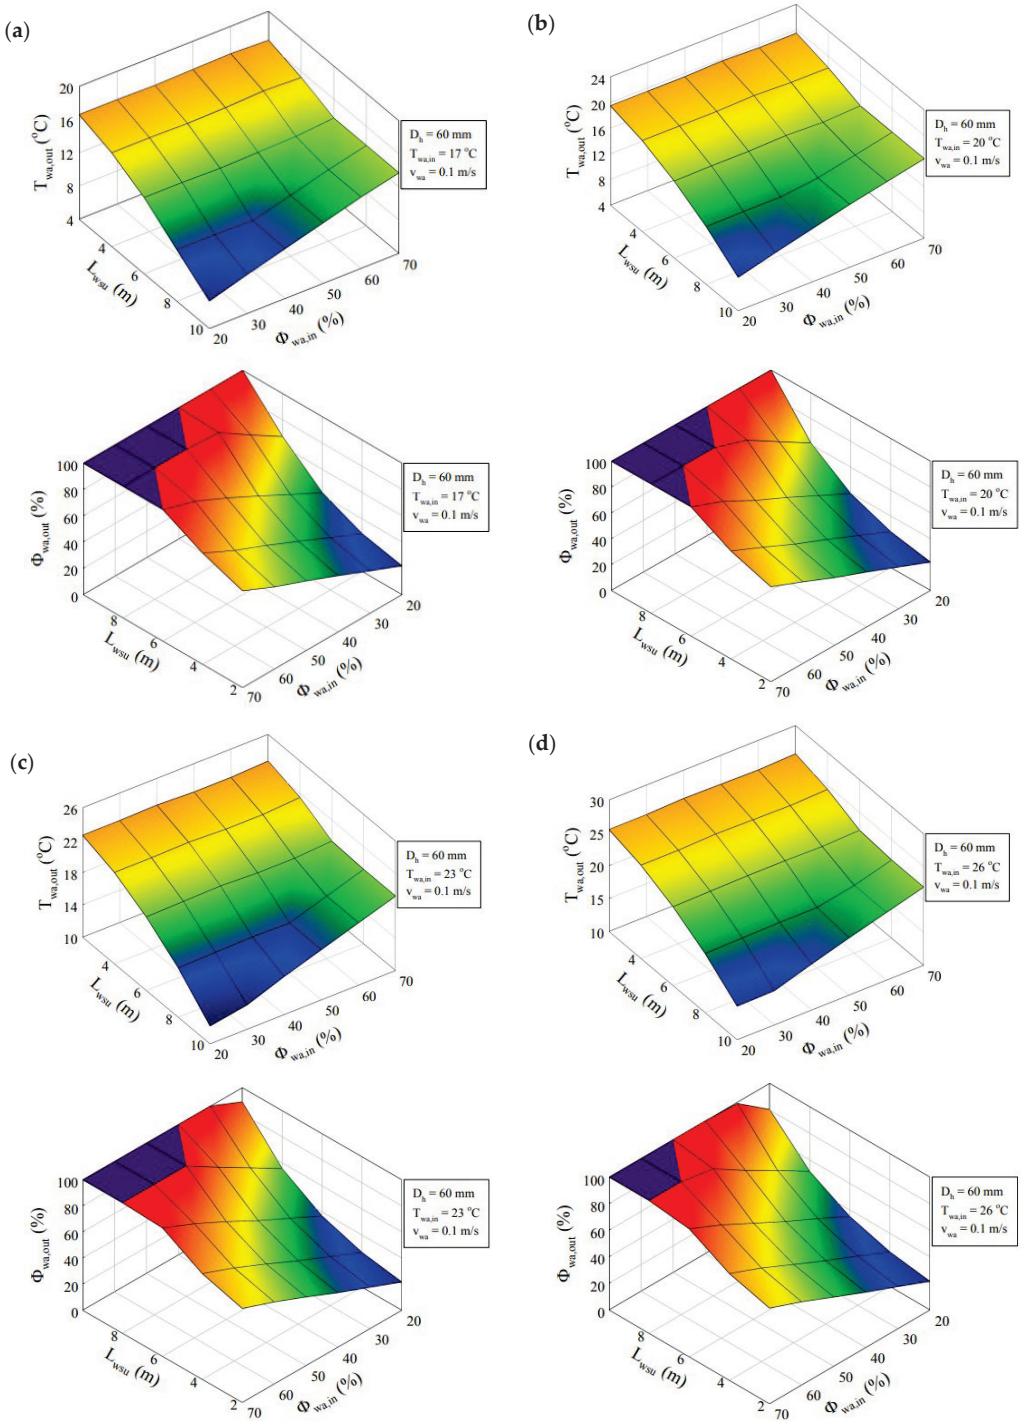 (a)
20
16
12
8
4
T wa,out (°C)
4
6
8
10
L wsu (m)
20
30
40
50
60
70
Φ wa,in (%)
D h = 60 mm
T wa,in = 17 °C
v wa = 0.1 m/s
100
80
60
40
20
0
Φ wa,out (%)
8
6
4
2
L wsu (m)
70
60
50
40
30
20
Φ wa,in (%)
D h = 60 mm
T wa,in = 17 °C
v wa = 0.1 m/s
(b)
24
20
16
12
8
4
T wa,out (°C)
4
6
8
10
L wsu (m)
20
30
40
50
60
70
Φ wa,in (%)
D h = 60 mm
T wa,in = 20 °C
v wa = 0.1 m/s
100
80
60
40
20
0
Φ wa,out (%)
8
6
4
2
L wsu (m)
70
60
50
40
30
20
Φ wa,in (%)
D h = 60 mm
T wa,in = 20 °C
v wa = 0.1 m/s
(c)
26
22
18
14
10
T wa,out (°C)
4
6
8
10
L wsu (m)
20
30
40
50
60
70
Φ wa,in (%)
D h = 60 mm
T wa,in = 23 °C
v wa = 0.1 m/s
100
80
60
40
20
0
Φ wa,out (%)
8
6
4
2
L wsu (m)
70
60
50
40
30
20
Φ wa,in (%)
D h = 60 mm
T wa,in = 23 °C
v wa = 0.1 m/s
(d)
30
25
20
15
10
T wa,out (°C)
4
6
8
10
L wsu (m)
20
30
40
50
60
70
Φ wa,in (%)
D h = 60 mm
T wa,in = 26 °C
v wa = 0.1 m/s
100
80
60
40
20
0
Φ wa,out (%)
8
6
4
2
L wsu (m)
70
60
50
40
30
20
Φ wa,in (%)
D h = 60 mm
T wa,in = 26 °C
v wa = 0.1 m/s